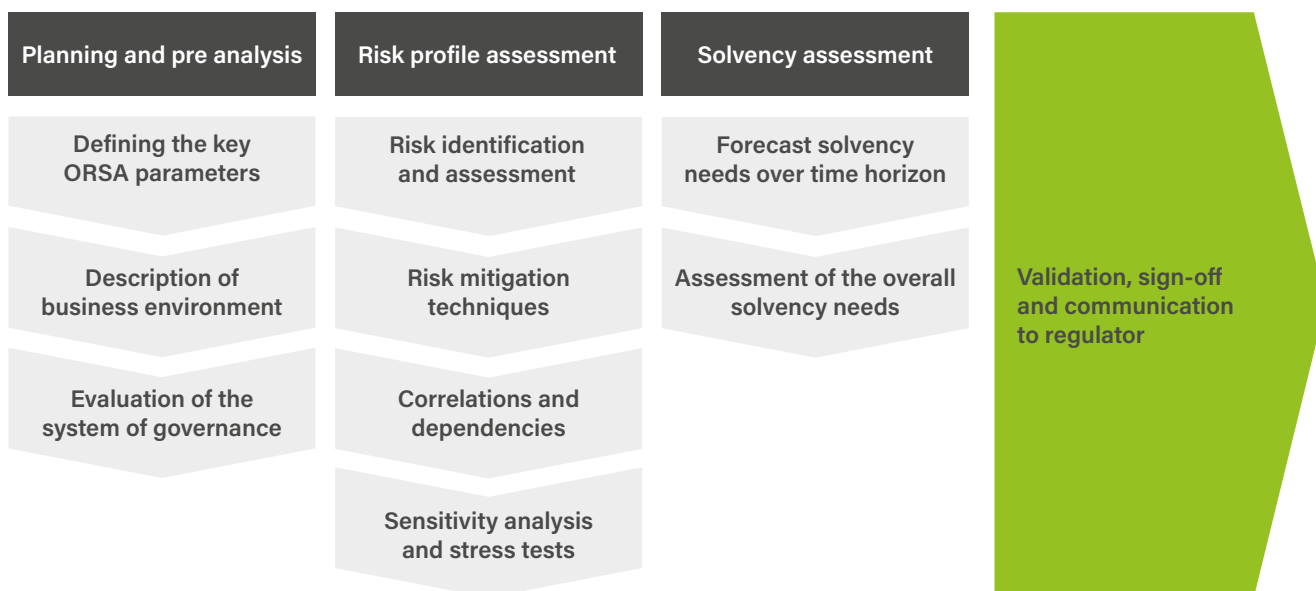 Planning and pre analysis
Defining the key
ORSA parameters
Description of
business environment
Evaluation of the
system of governance
Risk profile assessment
Risk identification
and assessment
Risk mitigation
techniques
Correlations and
dependencies
Sensitivity analysis
and stress tests
Solvency assessment
Forecast solvency
needs over time horizon
Assessment of the overall
solvency needs
Validation, sign-off
and communication
to regulator